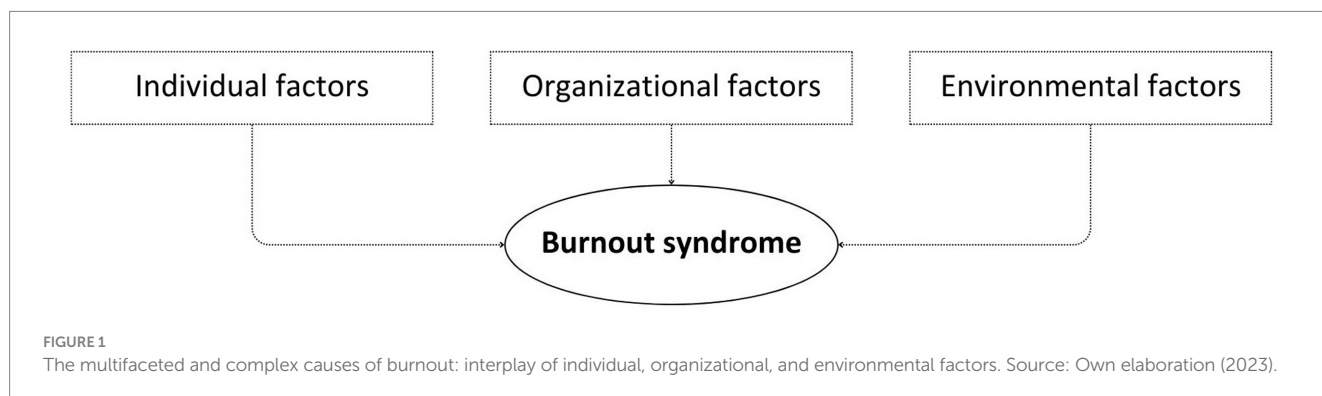 Individual factors
Organizational factors
Environmental factors
Burnout syndrome
FIGURE 1
The multifaceted and complex causes of burnout: interplay of individual, organizational, and environmental factors. Source: Own elaboration (2023).